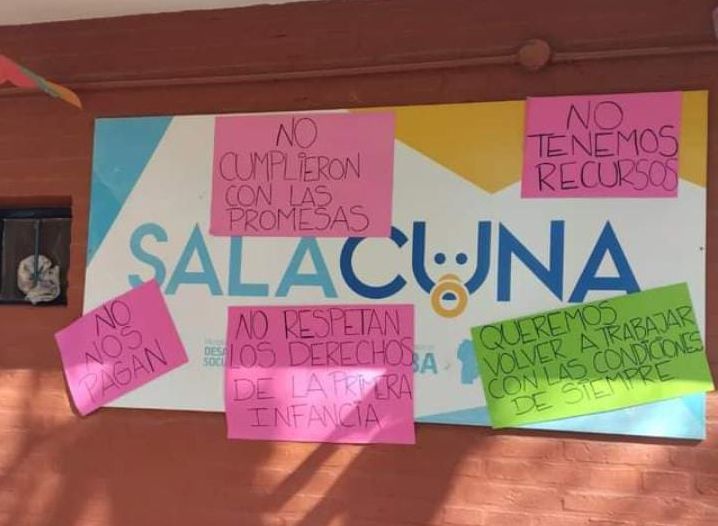 NO
CUMPLIERON
CON LAS
PROMESAS
NO
TENEMOS
RECURSOS
SALACUNA
NO
NOS
PAGAN
NO RESPETAN
LOS DERECHOS
DE LA PRIMERA
INFANCIA
QUEREMOS
VOLVER A TRABAJAR
CON LAS CONDICIONES
DE SIEMPRE